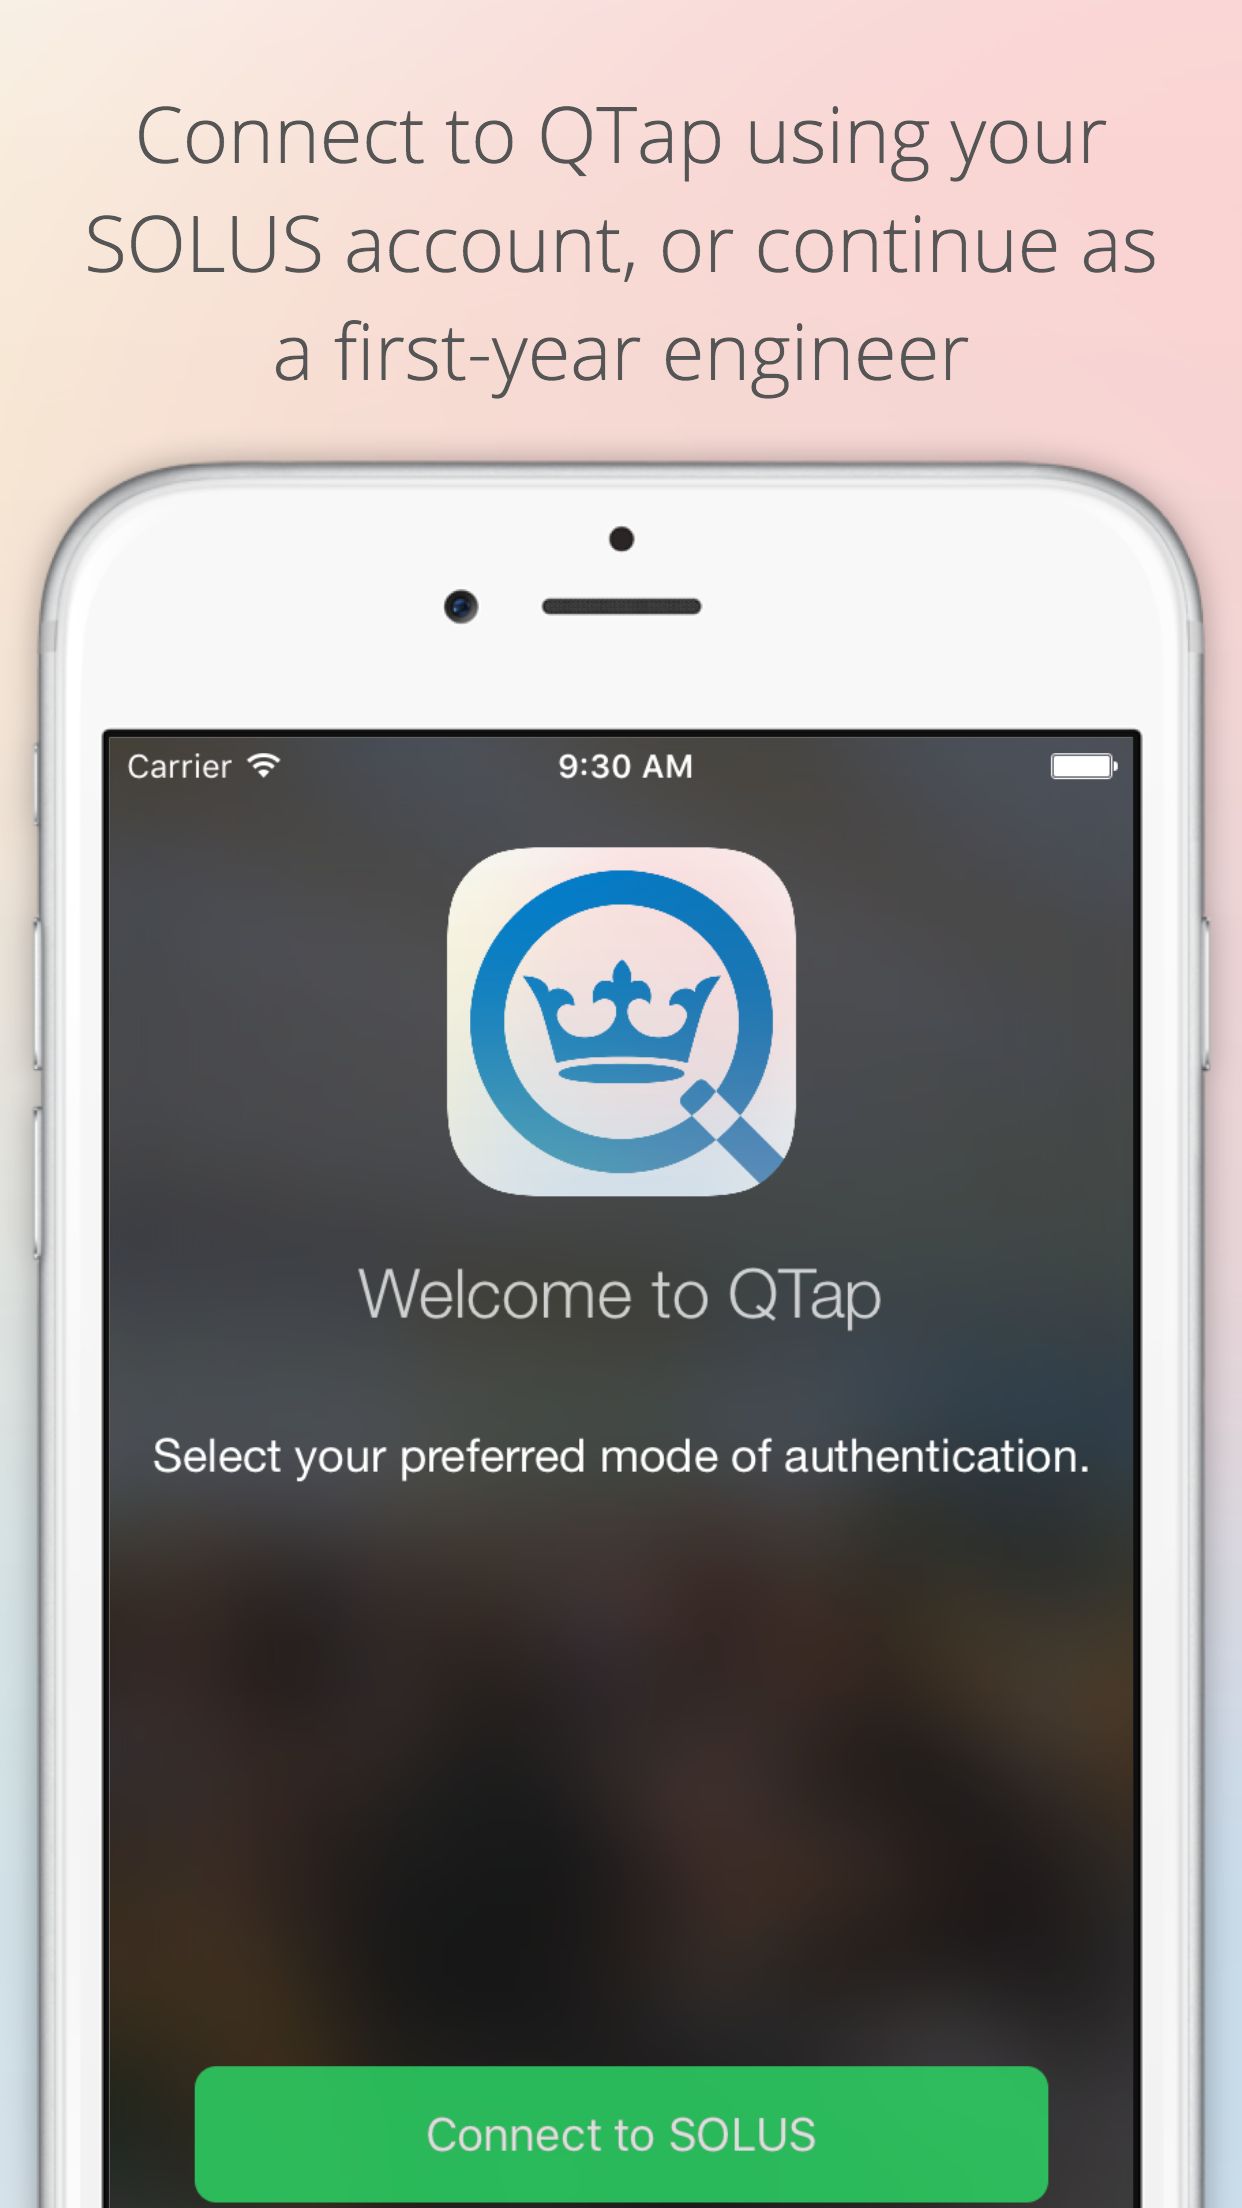 Connect to QTap using your
SOLUS account, or continue as
a first-year engineer
Carrier 9:30 AM
Welcome to QTap
Select your preferred mode of authentication.
Connect to SOLUS